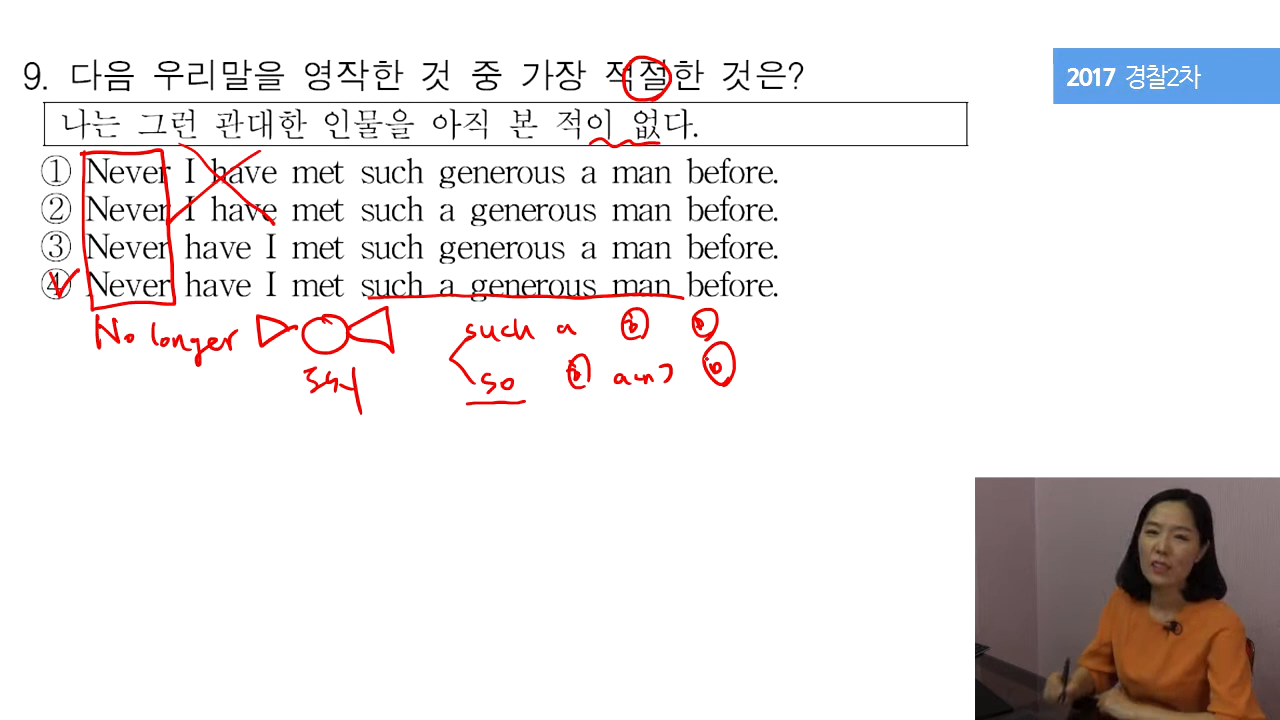 9. 다음 우리말을 영작한 것 중 가장 적절한 것은?
2017 경찰2차
나는 그런 관대한 인물을 아직 본 적이 없다.
① Never I have met such generous a man before.
② Never I have met such a generous man before.
③ Never have I met such generous a man before.
④ Never have I met such a generous man before.
No longer
such a
so